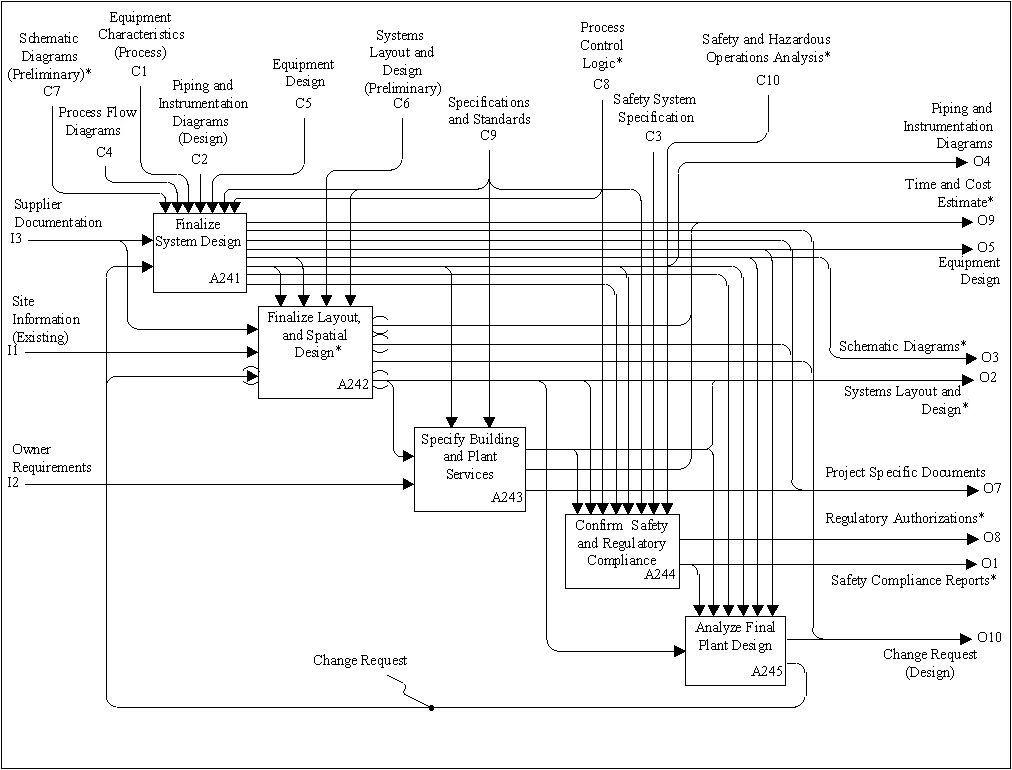 Schematic
Diagrams
(Preliminary)*
C7
Equipment
Characteristics
(Process)
C1
Process Flow
Diagrams
C4
Piping and
Instrumentation
Diagrams
(Design)
C2
Equipment
Design
C5
Systems
Layout and
Design
(Preliminary)
C6
Specifications
and Standards
C9
Process
Control
Logic*
C8
Safety System
Specification
C3
Safety and Hazardous
Operations Analysis*
C10
Supplier
Documentation
I3
Site
Information
(Existing)
I1
Owner
Requirements
I2
Finalize
System Design
A241
Finalize Layout,
and Spatial
Design*
A242
Specify Building
and Plant
Services
A243
Confirm Safety
and Regulatory
Compliance
A244
Analyze Final
Plant Design
A245
Change Request
Piping and
Instrumentation
Diagrams
O4
Time and Cost
Estimate*
O9
O5
Equipment
Design
Schematic Diagrams*
O3
O2
Systems Layout and
Design*
Project Specific Documents
O7
Regulatory Authorizations*
O8
O1
Safety Compliance Reports*
O10
Change Request
(Design)